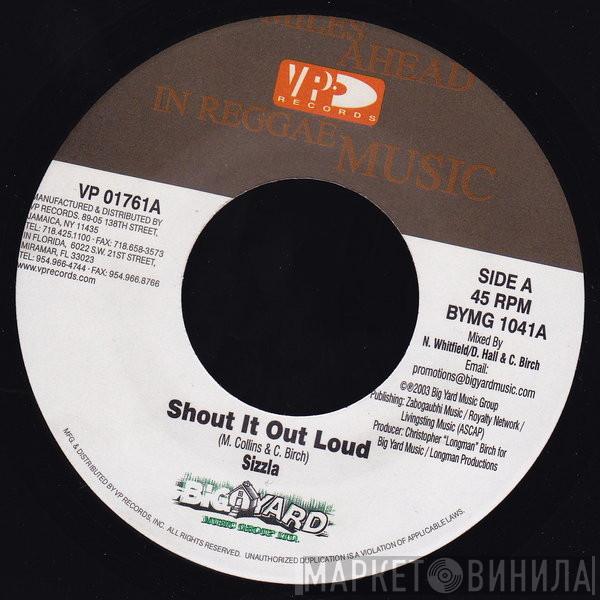 MILES AHEAD
IN REGGAE MUSIC
VP
RECORDS
VP 01761A
MANUFACTURED & DISTRIBUTED BY
VP RECORDS. 89-05 138TH STREET,
JAMAICA, NY 11435
TEL: 718.425.1100 · FAX: 718.658-3573
IN FLORIDA, 6022 S.W. 21ST STREET,
MIRAMAR, FL 33023
TEL: 954.966-4744 · FAX: 954.966.8766
www.vprecords.com
SIDE A
45 RPM
BYMG 1041A
Mixed By
N. Whitfield/D. Hall & C. Birch
Email:
promotions@bigyardmusic.com
©℗2003 Big Yard Music Group
Publishing: Zabogaubhi Music / Royalty Network /
Livingsting Music (ASCAP)
Producer: Christopher "Longman" Birch for
Big Yard Music / Longman Productions
Shout It Out Loud
(M. Collins & C. Birch)
Sizzla
BIG YARD
MUSIC GROUP LTD.
MFG. & DISTRIBUTED BY VP RECORDS, INC. ALL RIGHTS RESERVED. UNAUTHORIZED DUPLICATION IS A VIOLATION OF APPLICABLE LAWS.
МАРКЕТ ВИНИЛА